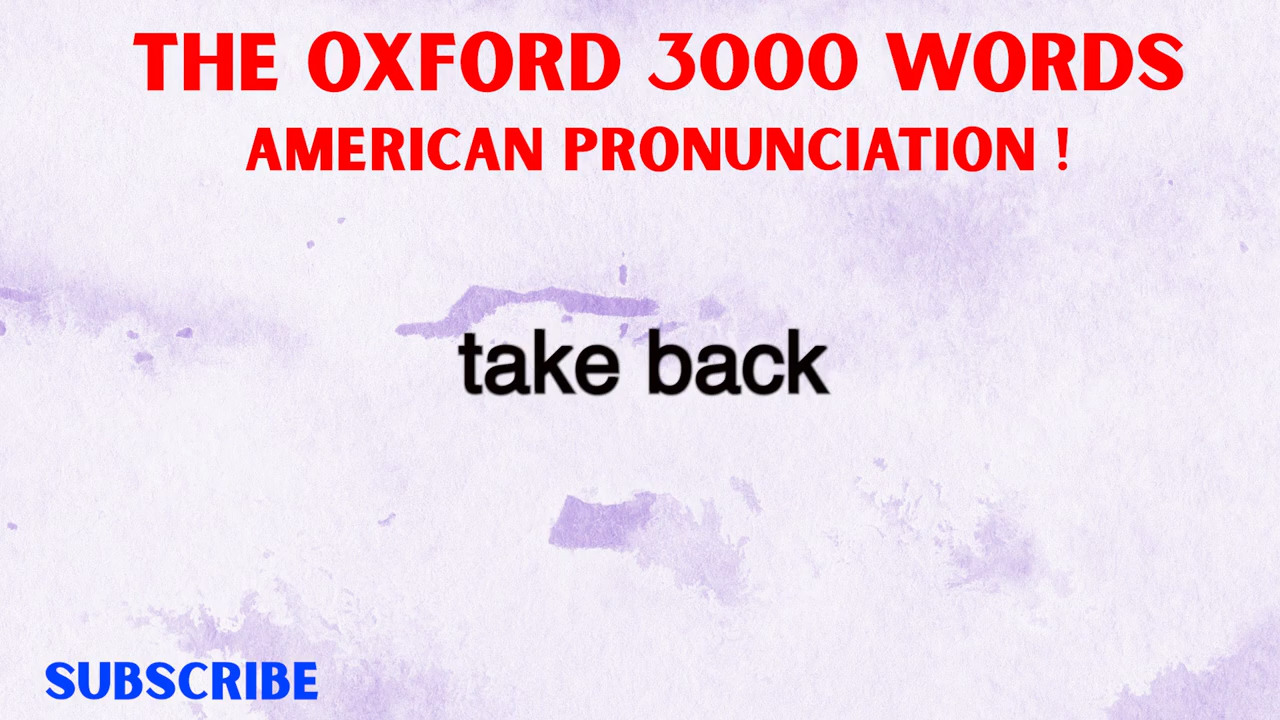 THE OXFORD 3000 WORDS
AMERICAN PRONUNCIATION !
take back
SUBSCRIBE